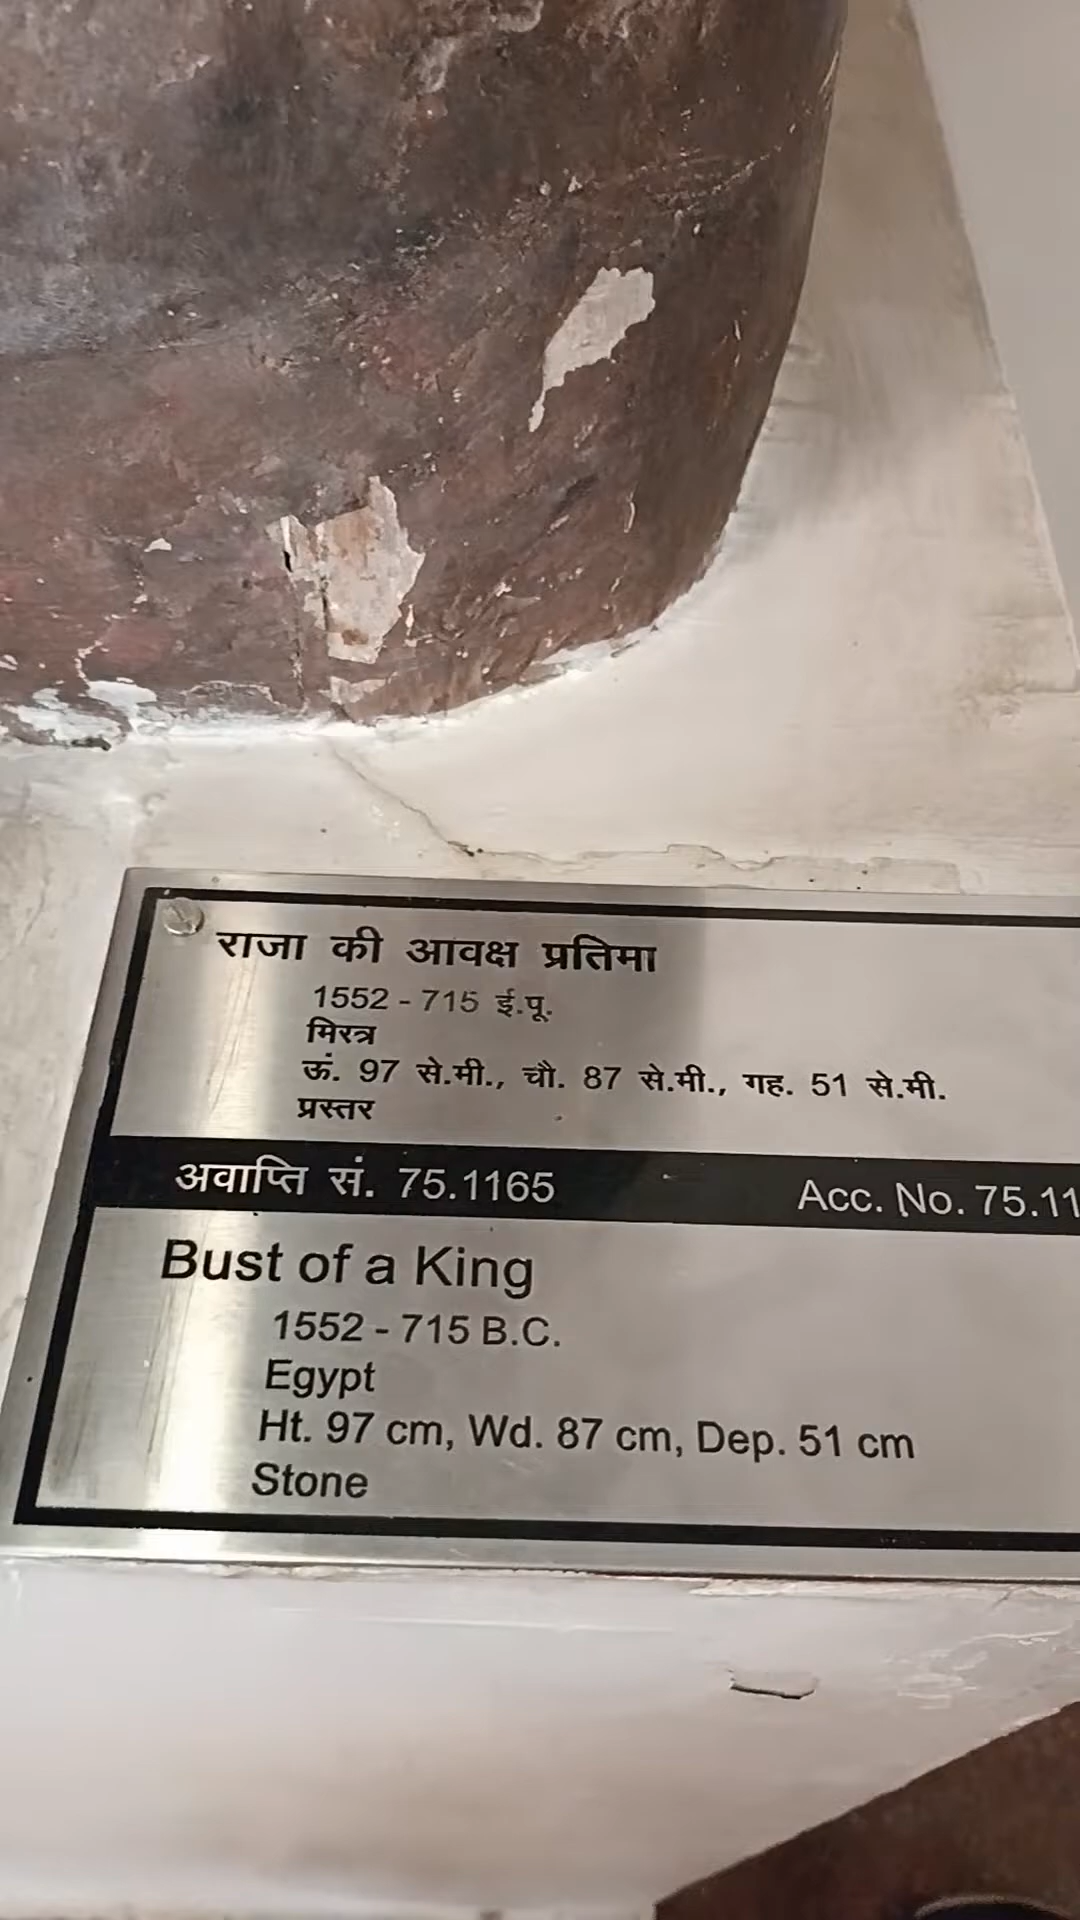 राजा की आवक्ष प्रतिमा
1552 - 715 ई.पू.
मिस्त्र
ऊं. 97 से.मी., चौ. 87 से.मी., गह. 51 से.मी.
प्रस्तर
अवाप्ति सं. 75.1165 Acc. No. 75.11
Bust of a King
1552 - 715 B.C.
Egypt
Ht. 97 cm, Wd. 87 cm, Dep. 51 cm
Stone